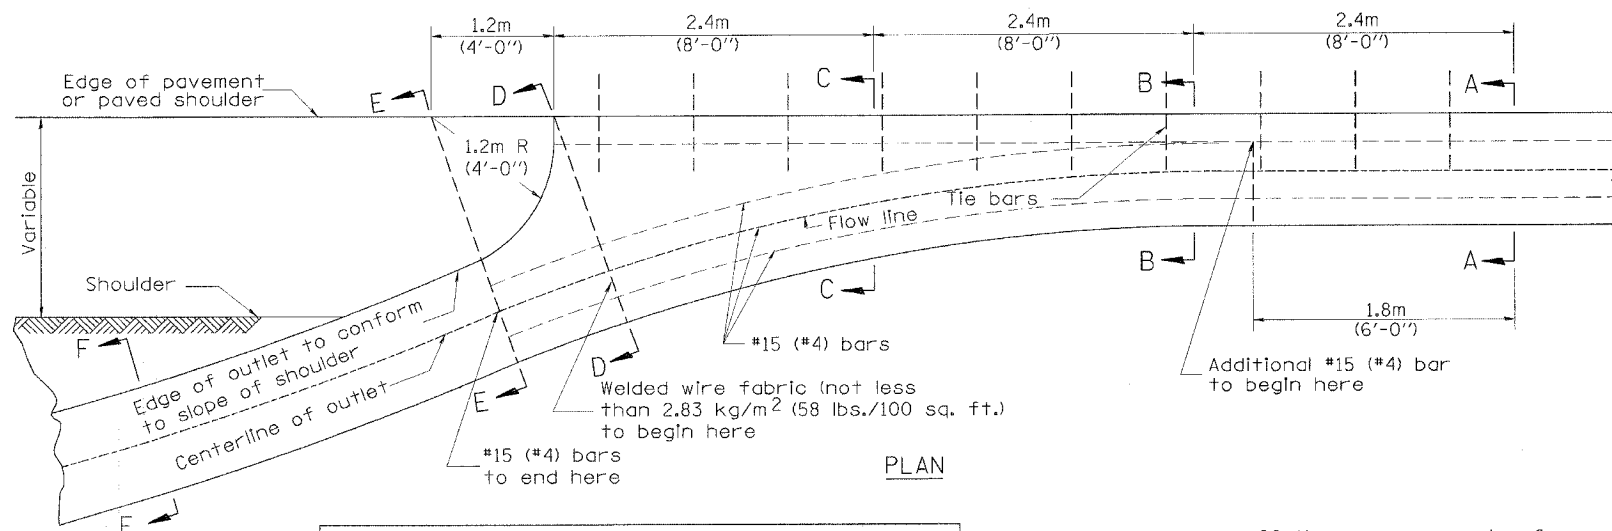 1.2m
(4'-0")
2.4m
(8'-0")
2.4m
(8'-0")
2.4m
(8'-0")
Edge of pavement
or paved shoulder
E
D
C
B
A
1.2m R
(4'-0")
Variable
Tie bars
Flow line
Shoulder
B
A
C
1.8m
(6'-0")
F
#15 (#4) bars
Additional #15 (#4) bar
to begin here
D
Edge of outlet to conform
to slope of shoulder
E
Welded wire fabric (not less
than 2.83 kg/m2 (58 lbs./100 sq. ft.)
to begin here
Centerline of outlet
#15 (#4) bars
to end here
PLAN